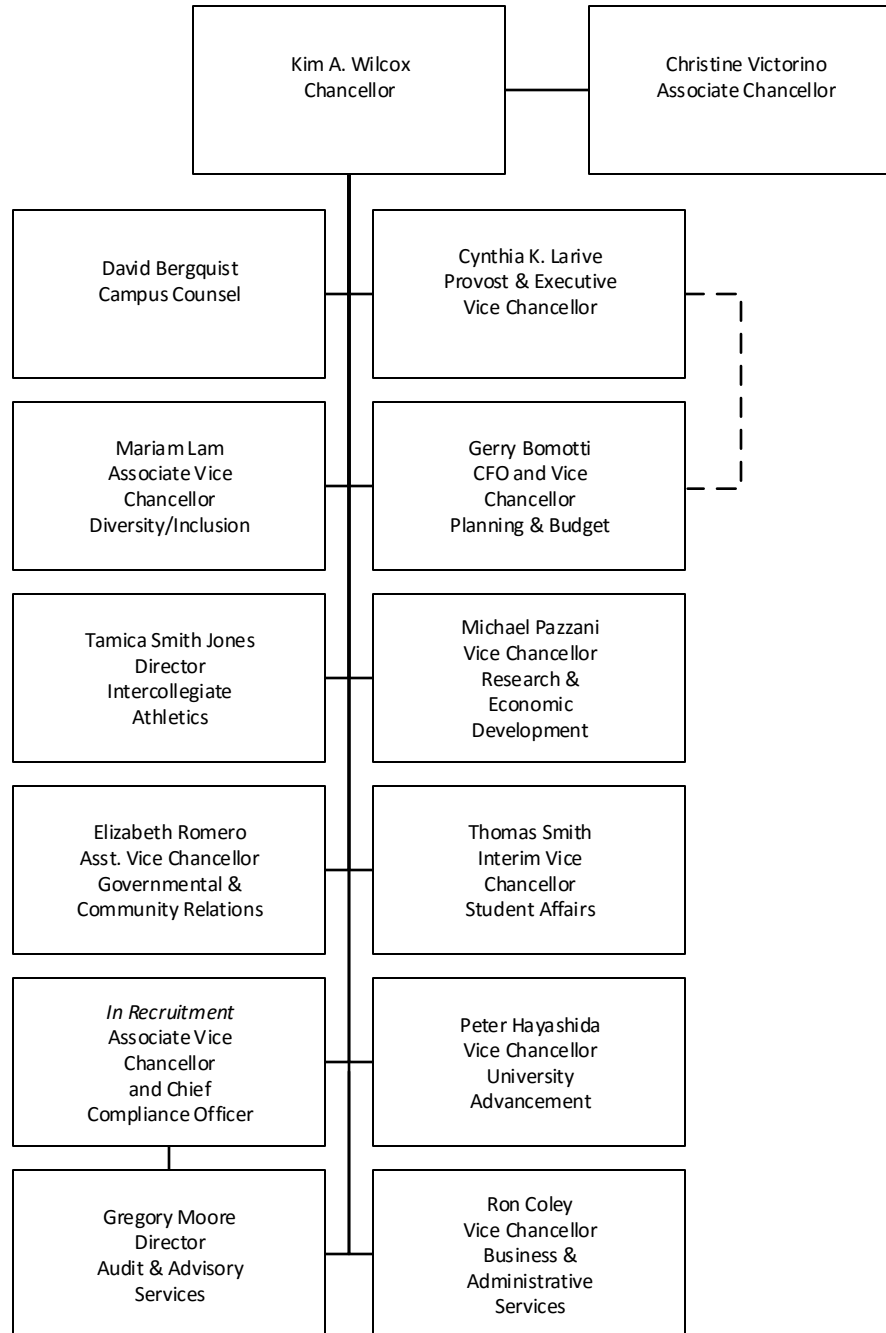 Kim A. Wilcox
Chancellor
Christine Victorino
Associate Chancellor
David Bergquist
Campus Counsel
Cynthia K. Larive
Provost & Executive
Vice Chancellor
Mariam Lam
Associate Vice
Chancellor
Diversity/Inclusion
Gerry Bomotti
CFO and Vice
Chancellor
Planning & Budget
Tamica Smith Jones
Director
Intercollegiate
Athletics
Michael Pazzani
Vice Chancellor
Research &
Economic
Development
Elizabeth Romero
Asst. Vice Chancellor
Governmental &
Community Relations
Thomas Smith
Interim Vice
Chancellor
Student Affairs
In Recruitment
Associate Vice
Chancellor
and Chief
Compliance Officer
Peter Hayashida
Vice Chancellor
University
Advancement
Gregory Moore
Director
Audit & Advisory
Services
Ron Coley
Vice Chancellor
Business &
Administrative
Services